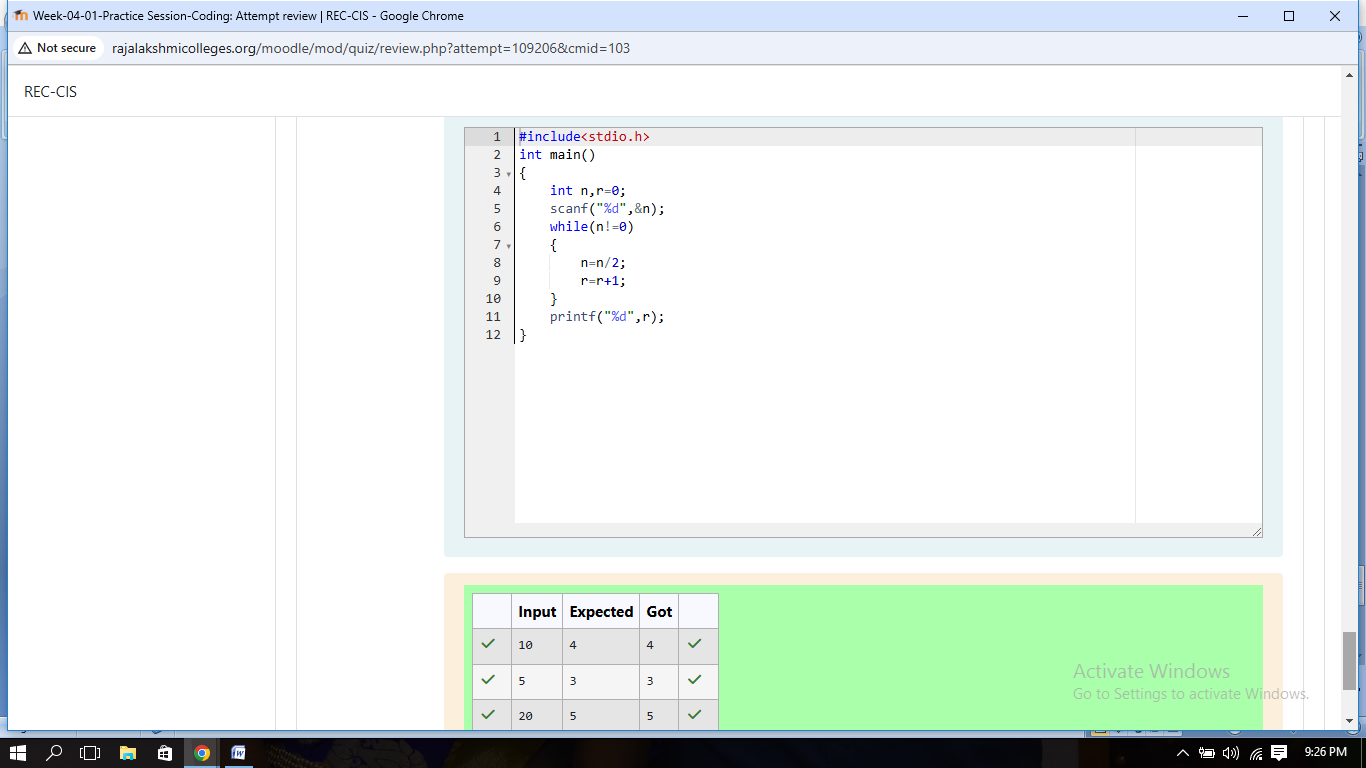 Week-04-01-Practice Session-Coding: Attempt review | REC-CIS - Google Chrome
Not secure rajalakshmicolleges.org/moodle/mod/quiz/review.php?attempt=109206&cmid=103
REC-CIS
1 #include<stdio.h>
2 int main()
3 {
4 int n,r=0;
5 scanf("%d",&n);
6 while(n!=0)
7 {
8 n=n/2;
9 r=r+1;
10 }
11 printf("%d",r);
12 }
Input Expected Got
10 4 4
5 3 3
20 5 5
Activate Windows
Go to Settings to activate Windows.
9:26 PM